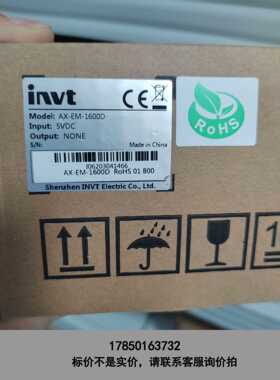 invt
CE
Model: AX-EM-1600D
Input: 5VDC
Output: NONE
S/N:
Made in China
J06203041466
AX-EM-1600D RoHS 01 B00
Shenzhen INVT Electric Co., Ltd.
RoHS
17850163732
标价不是实价，请联系客服询价拍